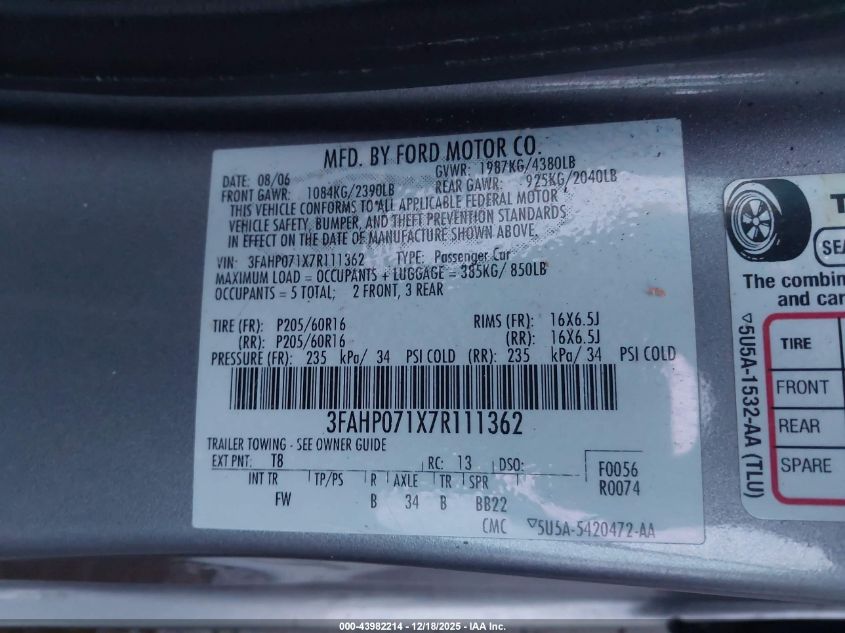 MFD. BY FORD MOTOR CO.
DATE: 08/06 GVWR: 1987KG/4380LB
FRONT GAWR: 1084KG/2390LB REAR GAWR: 925KG/2040LB
THIS VEHICLE CONFORMS TO ALL APPLICABLE FEDERAL MOTOR
VEHICLE SAFETY, BUMPER, AND THEFT PREVENTION STANDARDS
IN EFFECT ON THE DATE OF MANUFACTURE SHOWN ABOVE.
VIN: 3FAHP071X7R111362 TYPE: Passenger Car
MAXIMUM LOAD = OCCUPANTS + LUGGAGE = 385KG/ 850LB
OCCUPANTS = 5 TOTAL; 2 FRONT, 3 REAR
TIRE (FR): P205/60R16 RIMS (FR): 16X6.5J
(RR): P205/60R16 (RR): 16X6.5J
PRESSURE (FR): 235 kPa/ 34 PSI COLD (RR): 235 kPa/ 34 PSI COLD
3FAHP071X7R111362
TRAILER TOWING - SEE OWNER GUIDE
EXT PNT: T8 RC: 13 DSO: F0056
INT TR TP/PS R AXLE TR SPR R0074
FW B 34 B BB22
CMC ▽5U5A-5420472-AA
The combin
and car
TIRE
FRONT
REAR
SPARE
▽5U5A-1532-AA (TLU)
000-43982214 - 12/18/2025 - IAA Inc.